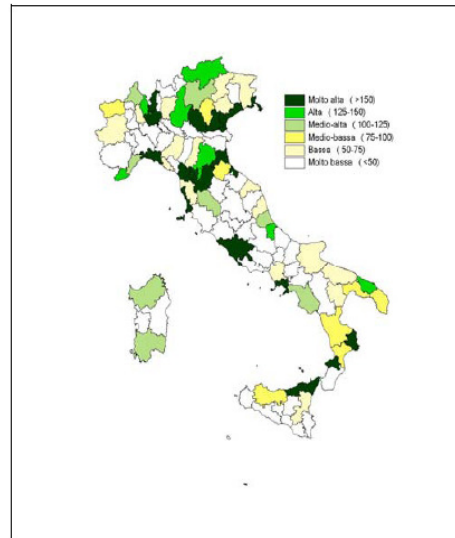 Molto alta (>150)
Alta (125-150)
Medio-alta (100-125)
Medio-bassa (75-100)
Bassa (50-75)
Molto bassa (<50)